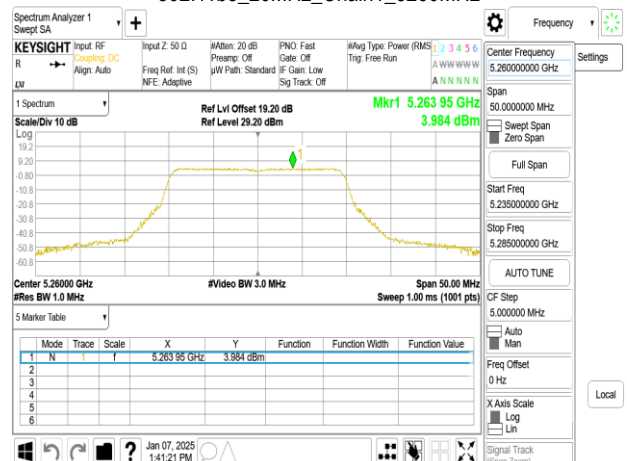 Spectrum Analyzer 1
Swept SA
Frequency
KEYSIGHT
R
Input: RF
Coupling: DC
Align: Auto
Input Z: 50 Ω
Freq Ref: Int (S)
NFE: Adaptive
#Atten: 20 dB
Preamp: Off
µW Path: Standard
PNO: Fast
Gate: Off
IF Gain: Low
Sig Track: Off
#Avg Type: Power (RMS
Trig: Free Run
1 2 3 4 5 6
A W W W W W
A N N N N N
1 Spectrum
Scale/Div 10 dB
Ref Lvl Offset 19.20 dB
Ref Level 29.20 dBm
Mkr1 5.263 95 GHz
3.984 dBm
Log
19.2
9.20
-0.80
-10.8
-20.8
-30.8
-40.8
-50.8
-60.8
1
Center 5.26000 GHz
#Res BW 1.0 MHz
#Video BW 3.0 MHz
Span 50.00 MHz
Sweep 1.00 ms (1001 pts)
5 Marker Table
Mode Trace Scale X Y Function Function Width Function Value
1 N 1 f 5.263 95 GHz 3.984 dBm
2
3
4
5
6
Jan 07, 2025
1:41:21 PM
Center Frequency
5.260000000 GHz
Settings
Span
50.0000000 MHz
Swept Span
Zero Span
Full Span
Start Freq
5.235000000 GHz
Stop Freq
5.285000000 GHz
AUTO TUNE
CF Step
5.000000 MHz
Auto
Man
Freq Offset
0 Hz
X Axis Scale
Log
Lin
Local
Signal Track